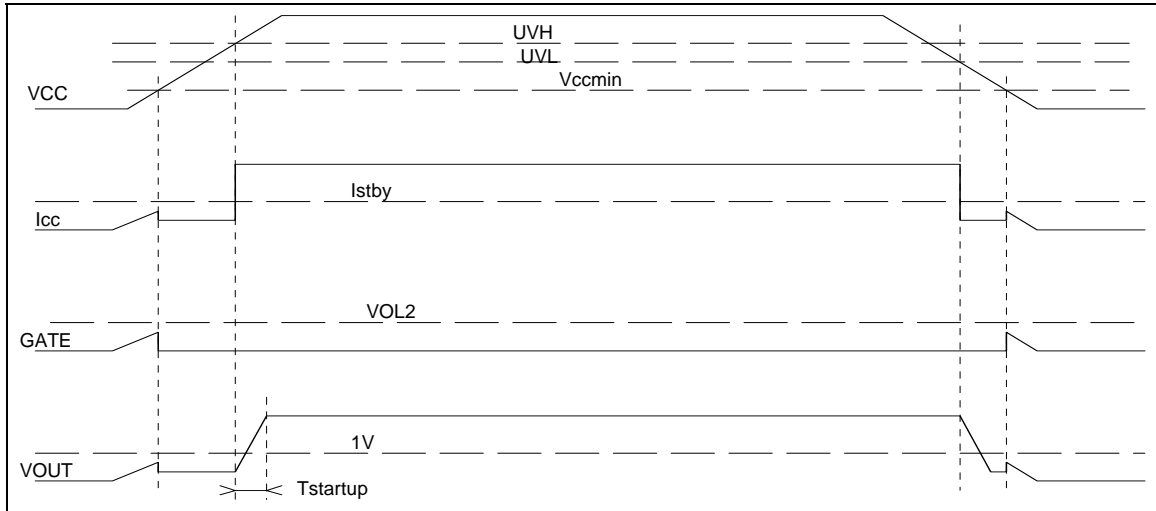 UVH
UVL
Vccmin
VCC
Istby
Icc
VOL2
GATE
1V
VOUT
Tstartup